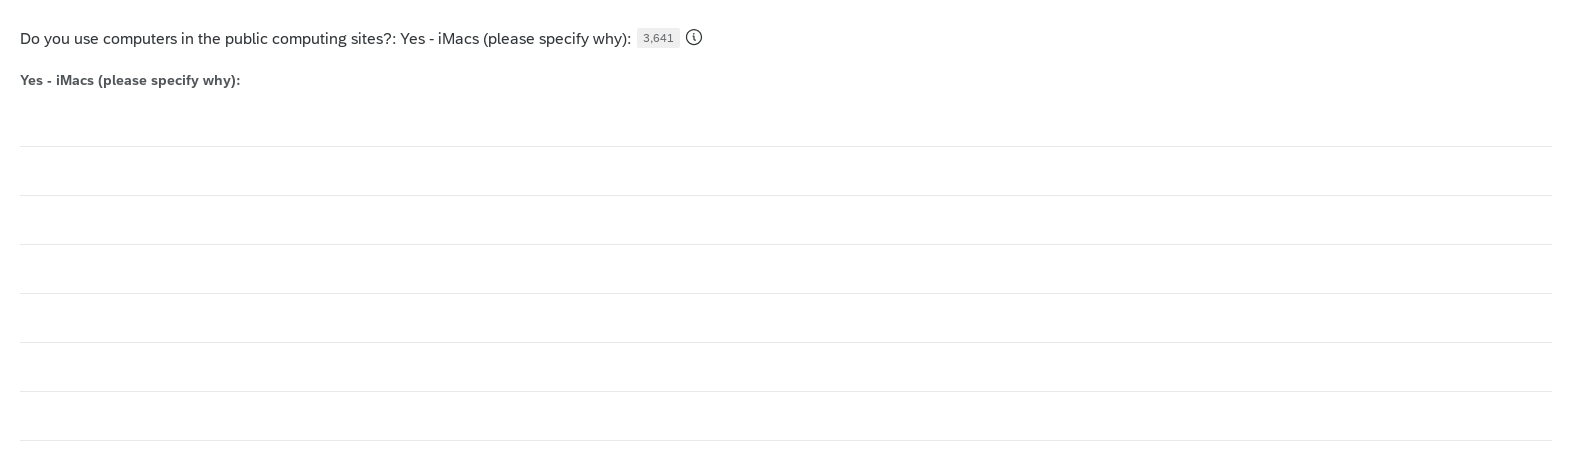 Do you use computers in the public computing sites?: Yes - iMacs (please specify why): 3,641
Yes - iMacs (please specify why):